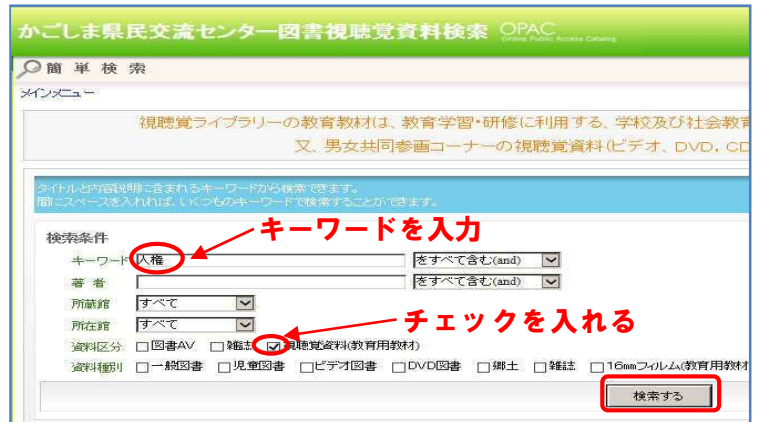 かごしま県民交流センター図書視聴覚資料検索 OPAC Online Public Access Catalog
簡 単 検 索
メインメニュー
視聴覚ライブラリーの教育教材は、教育学習・研修に利用する、学校及び社会教育
又、男女共同参画コーナーの視聴覚資料(ビデオ、DVD，CD
タイトルと内容説明に含まれるキーワードから検索できます。
間にスペースを入れれば、いくつものキーワードで検索することができます。
キーワードを入力
検索条件
キーワード 人権 をすべて含む(and)
著 者 をすべて含む(and)
所蔵館 すべて
チェックを入れる
所在館 すべて
資料区分 図書AV 雑誌 視聴覚資料(教育用教材)
資料種別 一般図書 児童図書 ビデオ図書 DVD図書 郷土 雑誌 16mmフィルム(教育用教材
検索する